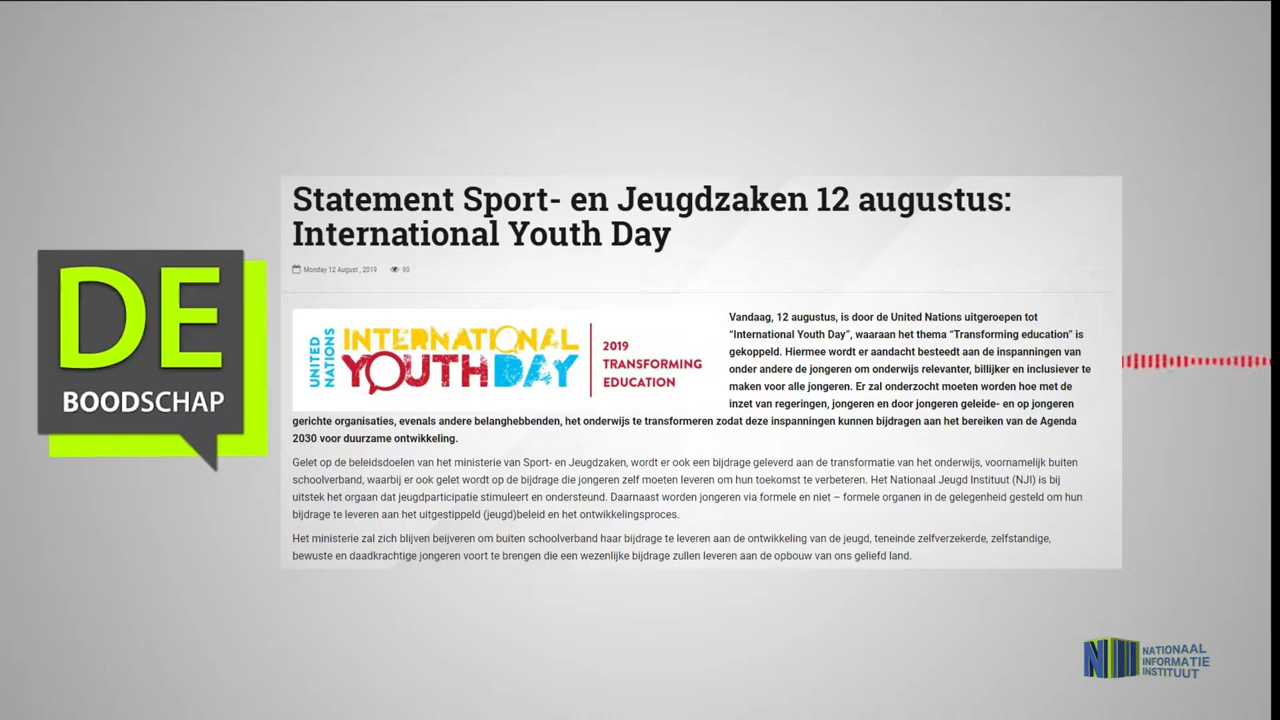 DE
BOODSCHAP
Statement Sport- en Jeugdzaken 12 augustus:
International Youth Day
Monday 12 August , 2019 90
UNITED NATIONS
INTERNATIONAL
YOUTH DAY
2019
TRANSFORMING
EDUCATION
Vandaag, 12 augustus, is door de United Nations uitgeroepen tot
“International Youth Day”, waaraan het thema “Transforming education” is
gekoppeld. Hiermee wordt er aandacht besteedt aan de inspanningen van
onder andere de jongeren om onderwijs relevanter, billijker en inclusiever te
maken voor alle jongeren. Er zal onderzocht moeten worden hoe met de
inzet van regeringen, jongeren en door jongeren geleide- en op jongeren
gerichte organisaties, evenals andere belanghebbenden, het onderwijs te transformeren zodat deze inspanningen kunnen bijdragen aan het bereiken van de Agenda
2030 voor duurzame ontwikkeling.
Gelet op de beleidsdoelen van het ministerie van Sport- en Jeugdzaken, wordt er ook een bijdrage geleverd aan de transformatie van het onderwijs, voornamelijk buiten
schoolverband, waarbij er ook gelet wordt op de bijdrage die jongeren zelf moeten leveren om hun toekomst te verbeteren. Het Nationaal Jeugd Instituut (NJI) is bij
uitstek het orgaan dat jeugdparticipatie stimuleert en ondersteund. Daarnaast worden jongeren via formele en niet – formele organen in de gelegenheid gesteld om hun
bijdrage te leveren aan het uitgestippeld (jeugd)beleid en het ontwikkelingsproces.
Het ministerie zal zich blijven beijveren om buiten schoolverband haar bijdrage te leveren aan de ontwikkeling van de jeugd, teneinde zelfverzekerde, zelfstandige,
bewuste en daadkrachtige jongeren voort te brengen die een wezenlijke bijdrage zullen leveren aan de opbouw van ons geliefd land.
NII
NATIONAAL
INFORMATIE
INSTITUUT